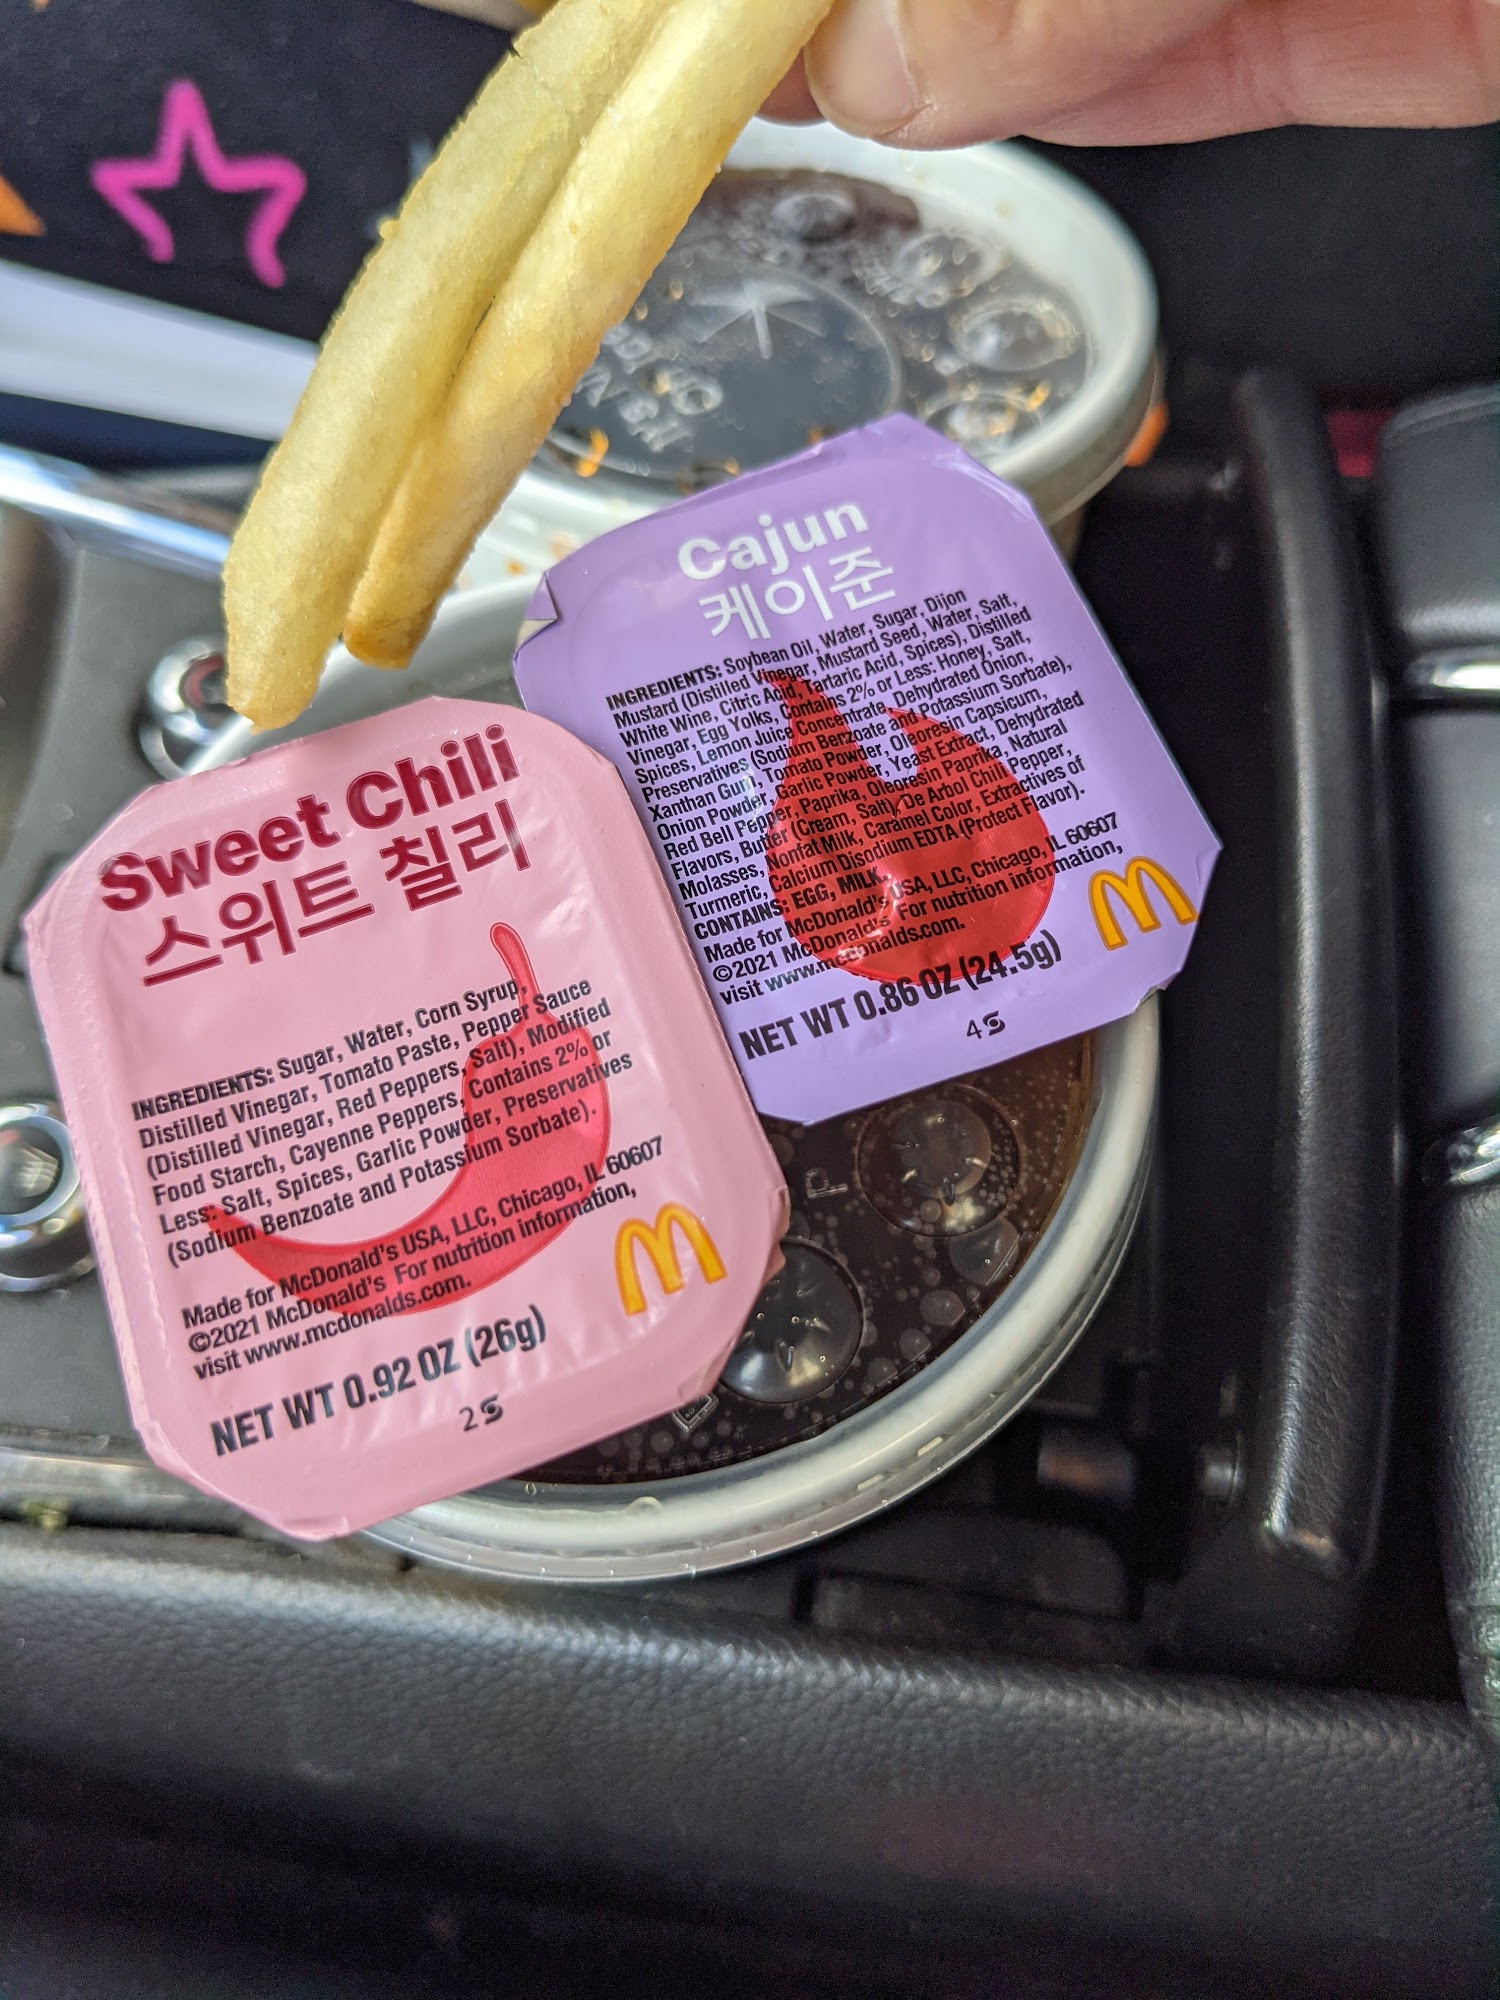 Cajun
케이준
INGREDIENTS: Soybean Oil, Water, Sugar, Dijon
Mustard (Distilled Vinegar, Mustard Seed, Water, Salt,
White Wine, Citric Acid, Tartaric Acid, Spices), Distilled
Vinegar, Egg Yolks, Contains 2% or Less: Honey, Salt,
Spices, Lemon Juice Concentrate, Dehydrated Onion,
Preservatives (Sodium Benzoate and Potassium Sorbate),
Xanthan Gum, Tomato Powder, Oleoresin Capsicum,
Onion Powder, Garlic Powder, Yeast Extract, Dehydrated
Red Bell Pepper, Paprika, Oleoresin Paprika, Natural
Flavors, Butter (Cream, Salt), De Arbol Chili Pepper,
Molasses, Nonfat Milk, Caramel Color, Extractives of
Turmeric, Calcium Disodium EDTA (Protect Flavor).
CONTAINS: EGG, MILK.
Made for McDonald's USA, LLC, Chicago, IL 60607
©2021 McDonald's For nutrition information,
visit www.mcdonalds.com.
NET WT 0.86 OZ (24.5g)
4
Sweet Chili
스위트 칠리
INGREDIENTS: Sugar, Water, Corn Syrup,
Distilled Vinegar, Tomato Paste, Pepper Sauce
(Distilled Vinegar, Red Peppers, Salt), Modified
Food Starch, Cayenne Peppers, Contains 2% or
Less: Salt, Spices, Garlic Powder, Preservatives
(Sodium Benzoate and Potassium Sorbate).
Made for McDonald's USA, LLC, Chicago, IL 60607
©2021 McDonald's For nutrition information,
visit www.mcdonalds.com.
NET WT 0.92 OZ (26g)
2
P